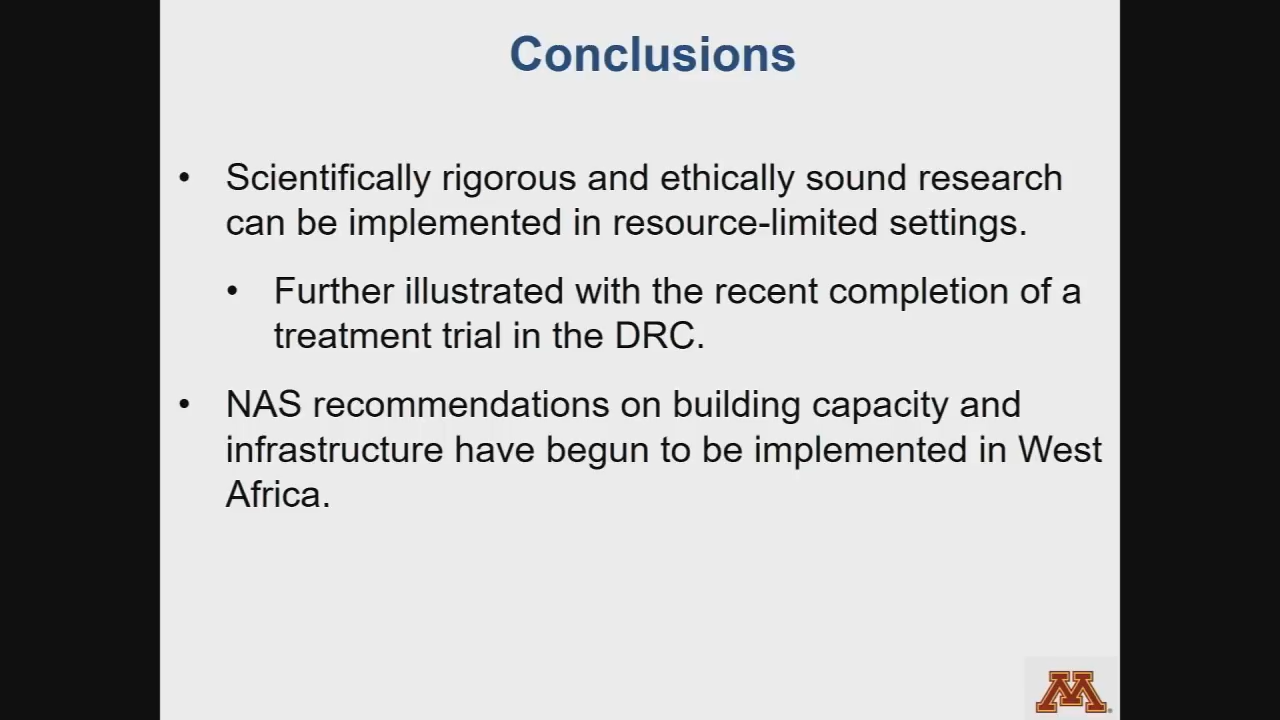 Conclusions
• Scientifically rigorous and ethically sound research
can be implemented in resource-limited settings.
• Further illustrated with the recent completion of a
treatment trial in the DRC.
• NAS recommendations on building capacity and
infrastructure have begun to be implemented in West
Africa.
M